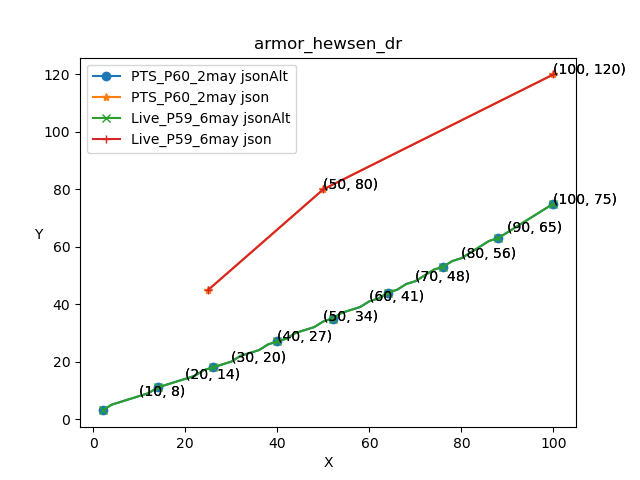 armor_hewsen_dr
PTS_P60_2may jsonAlt
PTS_P60_2may json
Live_P59_6may jsonAlt
Live_P59_6may json
(100, 120)
(50, 80)
(100, 75)
(90, 65)
(80, 56)
(70, 48)
(60, 41)
(50, 34)
(40, 27)
(30, 20)
(20, 14)
(10, 8)
Y
120
100
80
60
40
20
0
0 20 40 60 80 100
X